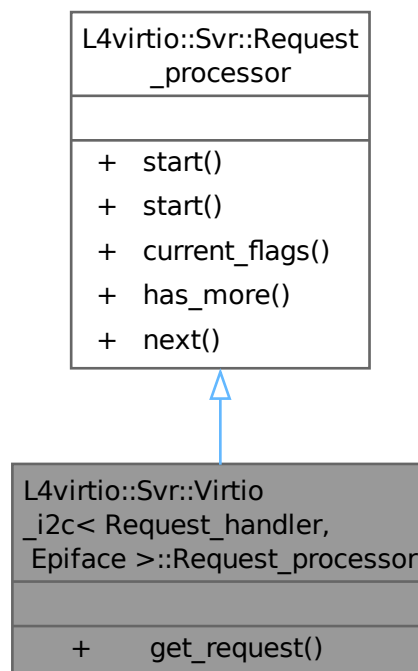 L4virtio::Svr::Request
_processor
+ start()
+ start()
+ current_flags()
+ has_more()
+ next()
L4virtio::Svr::Virtio
_i2c< Request_handler,
Epiface >::Request_processor
+ get_request()